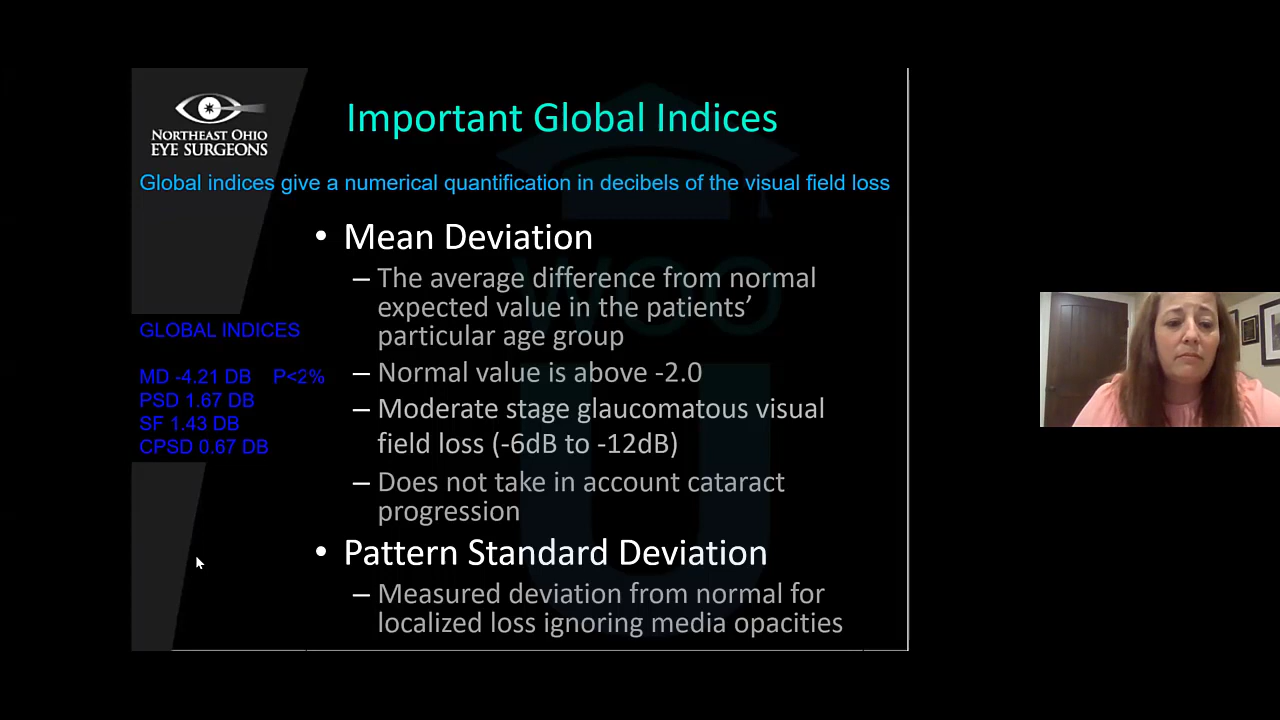 NORTHEAST OHIO
EYE SURGEONS
Important Global Indices
Global indices give a numerical quantification in decibels of the visual field loss
• Mean Deviation
– The average difference from normal
expected value in the patients’
particular age group
– Normal value is above -2.0
– Moderate stage glaucomatous visual
field loss (-6dB to -12dB)
– Does not take in account cataract
progression
• Pattern Standard Deviation
– Measured deviation from normal for
localized loss ignoring media opacities
GLOBAL INDICES
MD -4.21 DB P<2%
PSD 1.67 DB
SF 1.43 DB
CPSD 0.67 DB
WOO
U